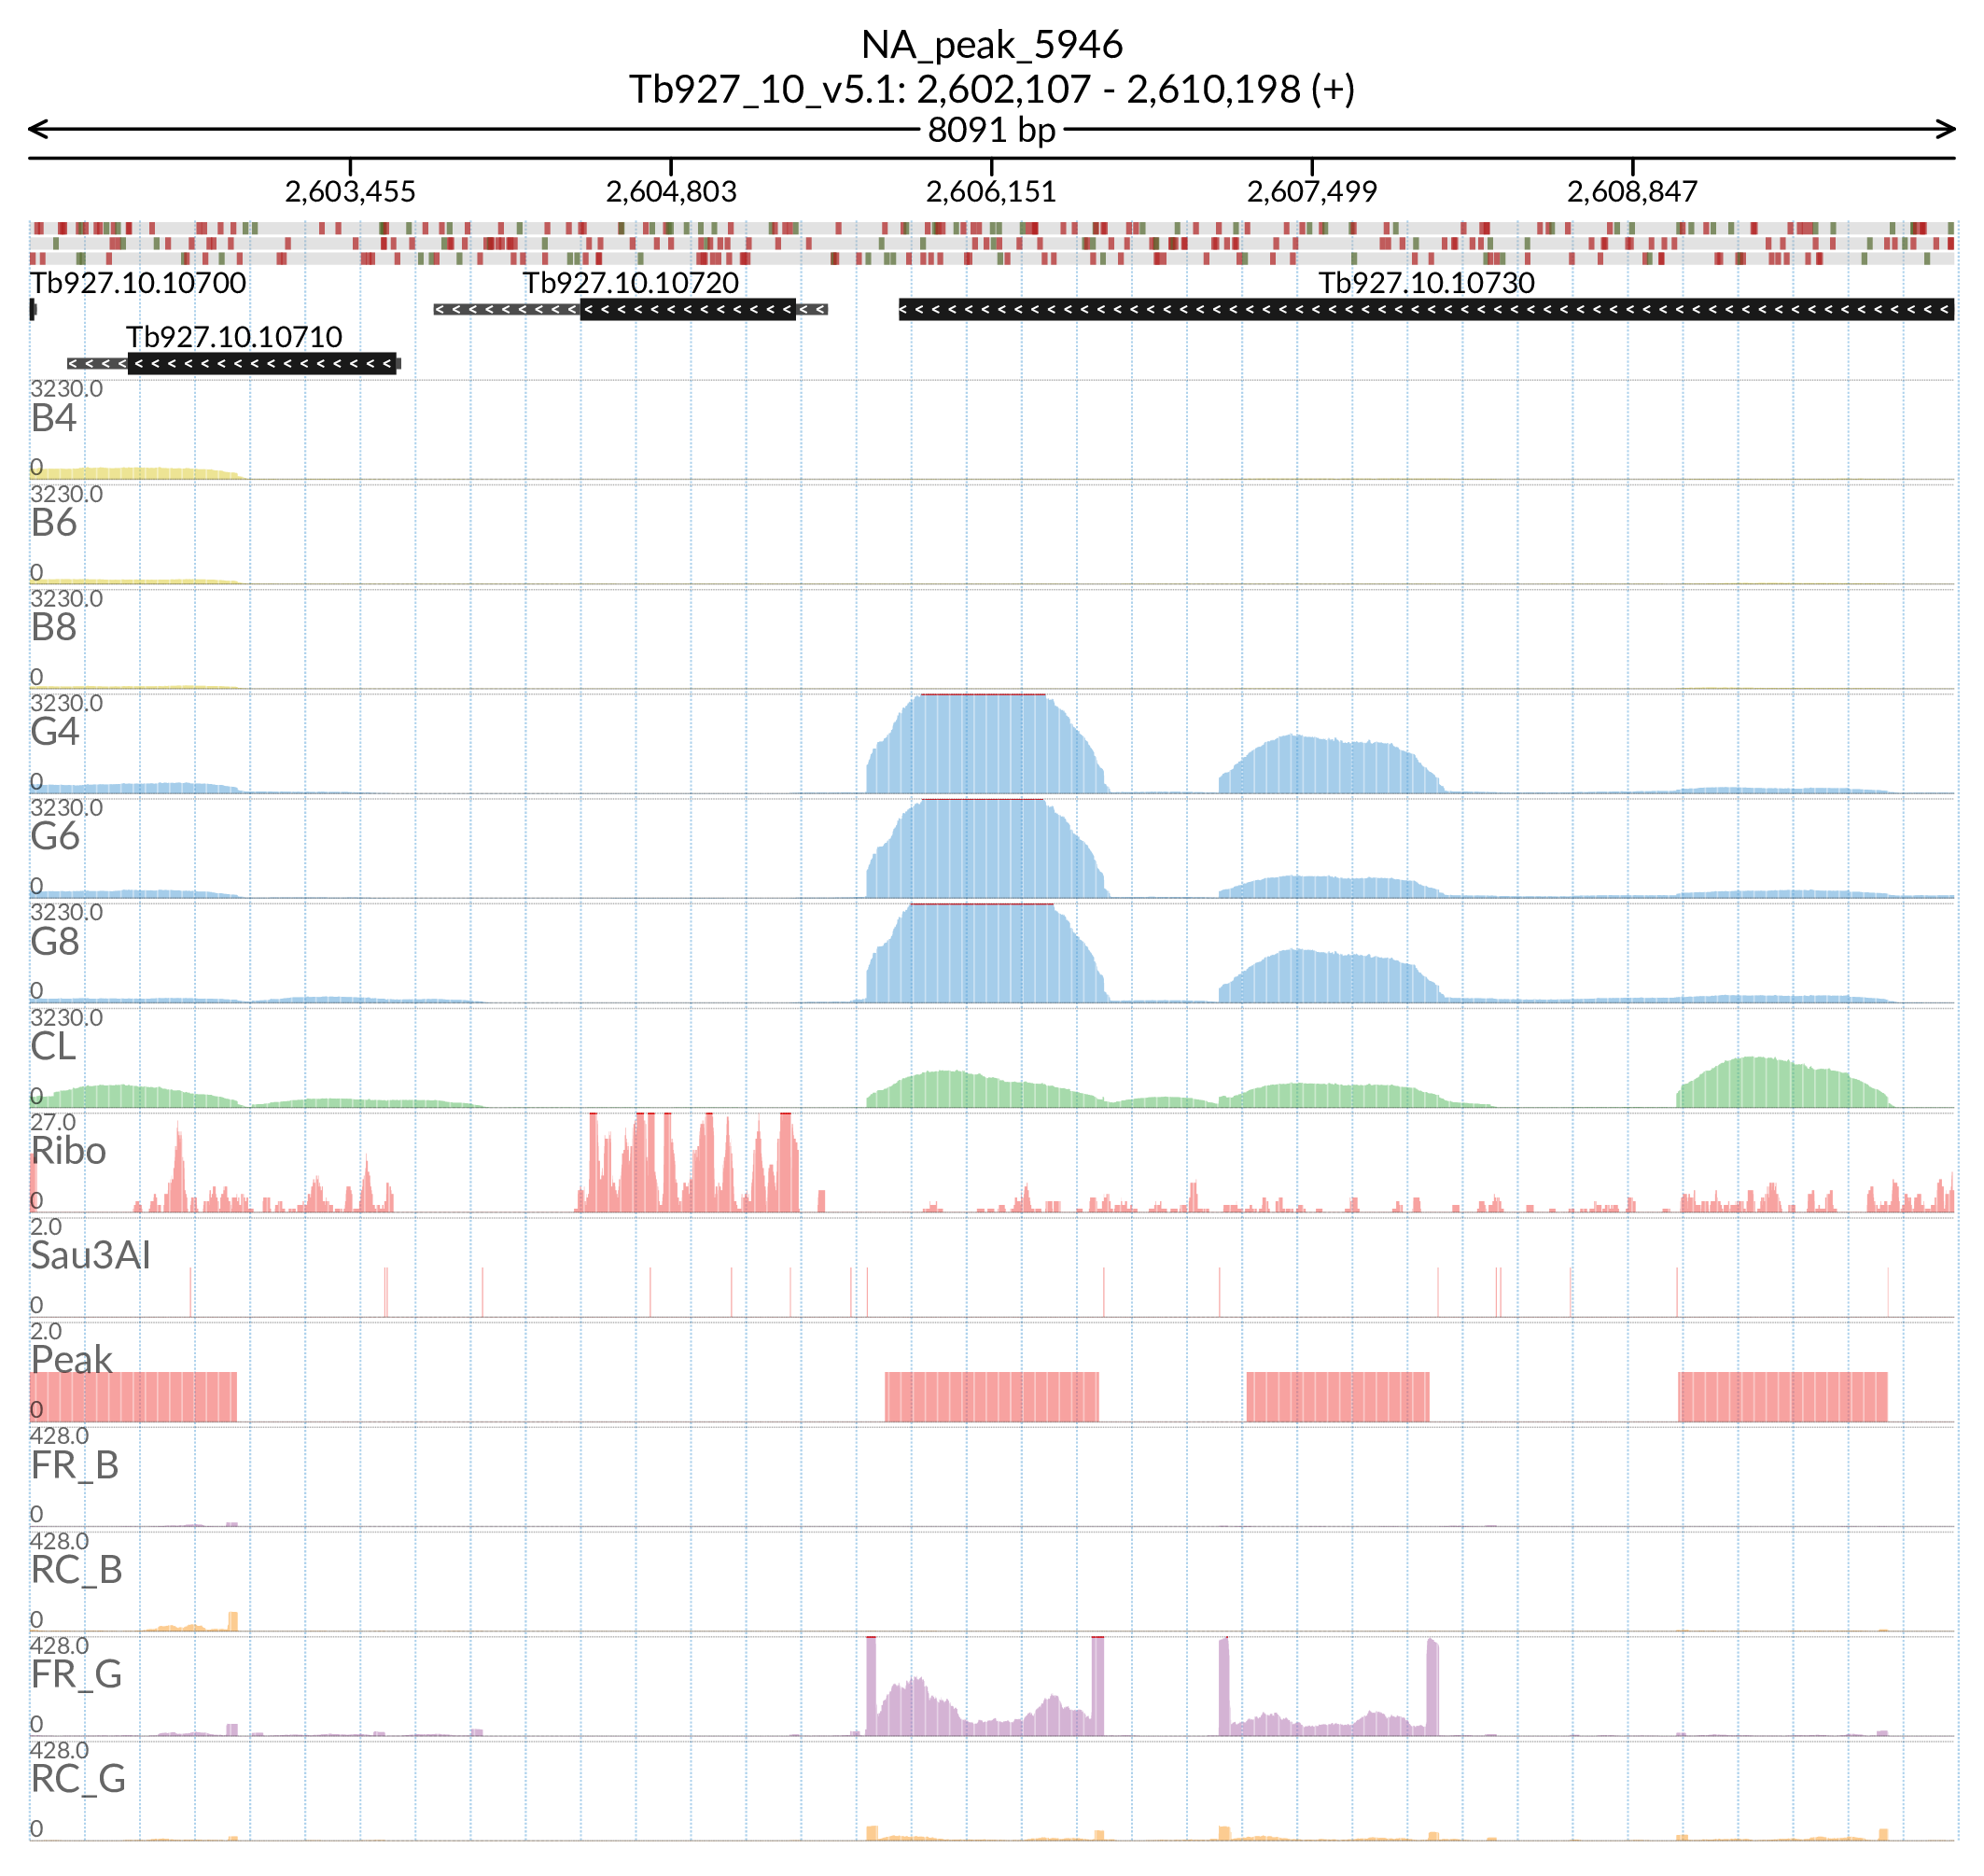 NA_peak_5946
Tb927_10_v5.1: 2,602,107 - 2,610,198 (+)
8091 bp
2,603,455 2,604,803 2,606,151 2,607,499 2,608,847
Tb927.10.10700 Tb927.10.10720 Tb927.10.10730
Tb927.10.10710
3230.0
B4
0
3230.0
B6
0
3230.0
B8
0
3230.0
G4
0
3230.0
G6
0
3230.0
G8
0
3230.0
CL
0
27.0
Ribo
0
2.0
Sau3AI
0
2.0
Peak
0
428.0
FR_B
0
428.0
RC_B
0
428.0
FR_G
0
428.0
RC_G
0